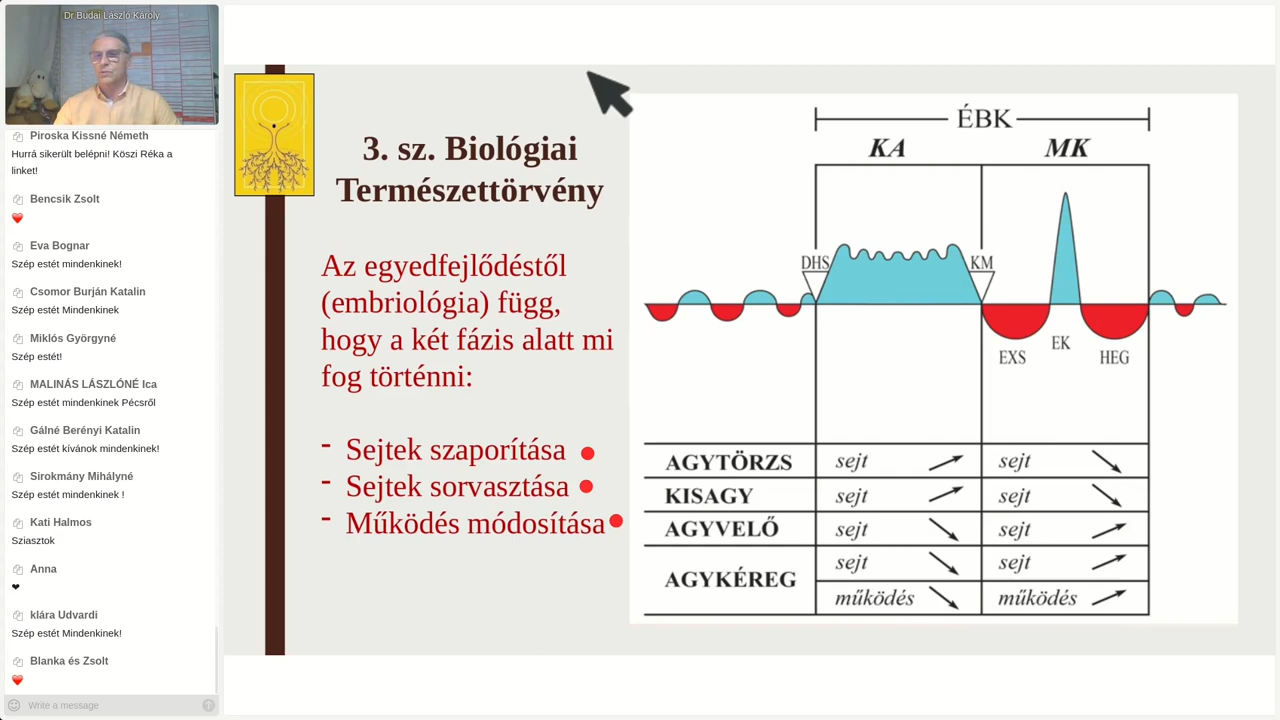 Dr Budai László Károly
Piroska Kissné Németh
Hurrá sikerült belépni! Köszi Réka a
linket!
Bencsik Zsolt
Eva Bognar
Szép estét mindenkinek!
Csomor Burján Katalin
Szép estét Mindenkinek
Miklós Györgyné
Szép estét!
MALINÁS LÁSZLÓNÉ Ica
Szép estét mindenkinek Pécsről
Gálné Berényi Katalin
Szép estét kívánok mindenkinek!
Sirokmány Mihályné
Szép estét mindenkinek !
Kati Halmos
Sziasztok
Anna
klára Udvardi
Szép estét Mindenkinek!
Blanka és Zsolt
Write a message
3. sz. Biológiai
Természettörvény
Az egyedfejlődéstől
(embriológia) függ,
hogy a két fázis alatt mi
fog történni:
- Sejtek szaporítása
- Sejtek sorvasztása
- Működés módosítása
ÉBK
KA MK
DHS KM
EXS EK HEG
AGYTÖRZS sejt sejt
KISAGY sejt sejt
AGYVELŐ sejt sejt
AGYKÉREG sejt sejt
működés működés